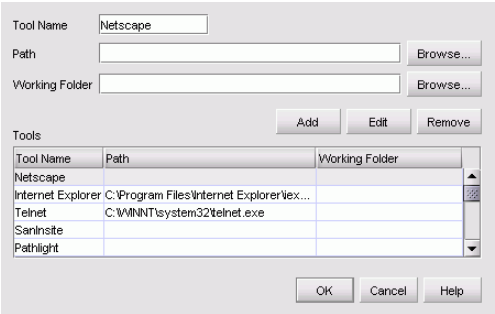 Tool Name Netscape
Path Browse...
Working Folder Browse...
Add Edit Remove
Tools
Tool Name Path Working Folder
Netscape
Internet Explorer C:\Program Files\Internet Explorer\iex...
Telnet C:\WINNT\system32\telnet.exe
SanInsite
Pathlight
OK Cancel Help